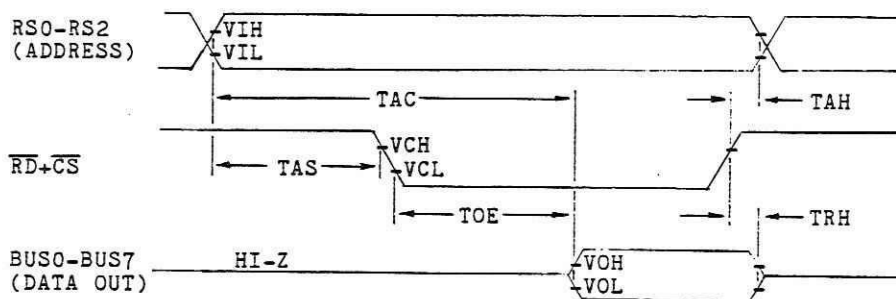 RS0-RS2 VIH
(ADDRESS) VIL
TAC TAH
VCH
RD+CS TAS VCL
TOE TRH
BUS0-BUS7 HI-Z VOH
(DATA OUT) VOL